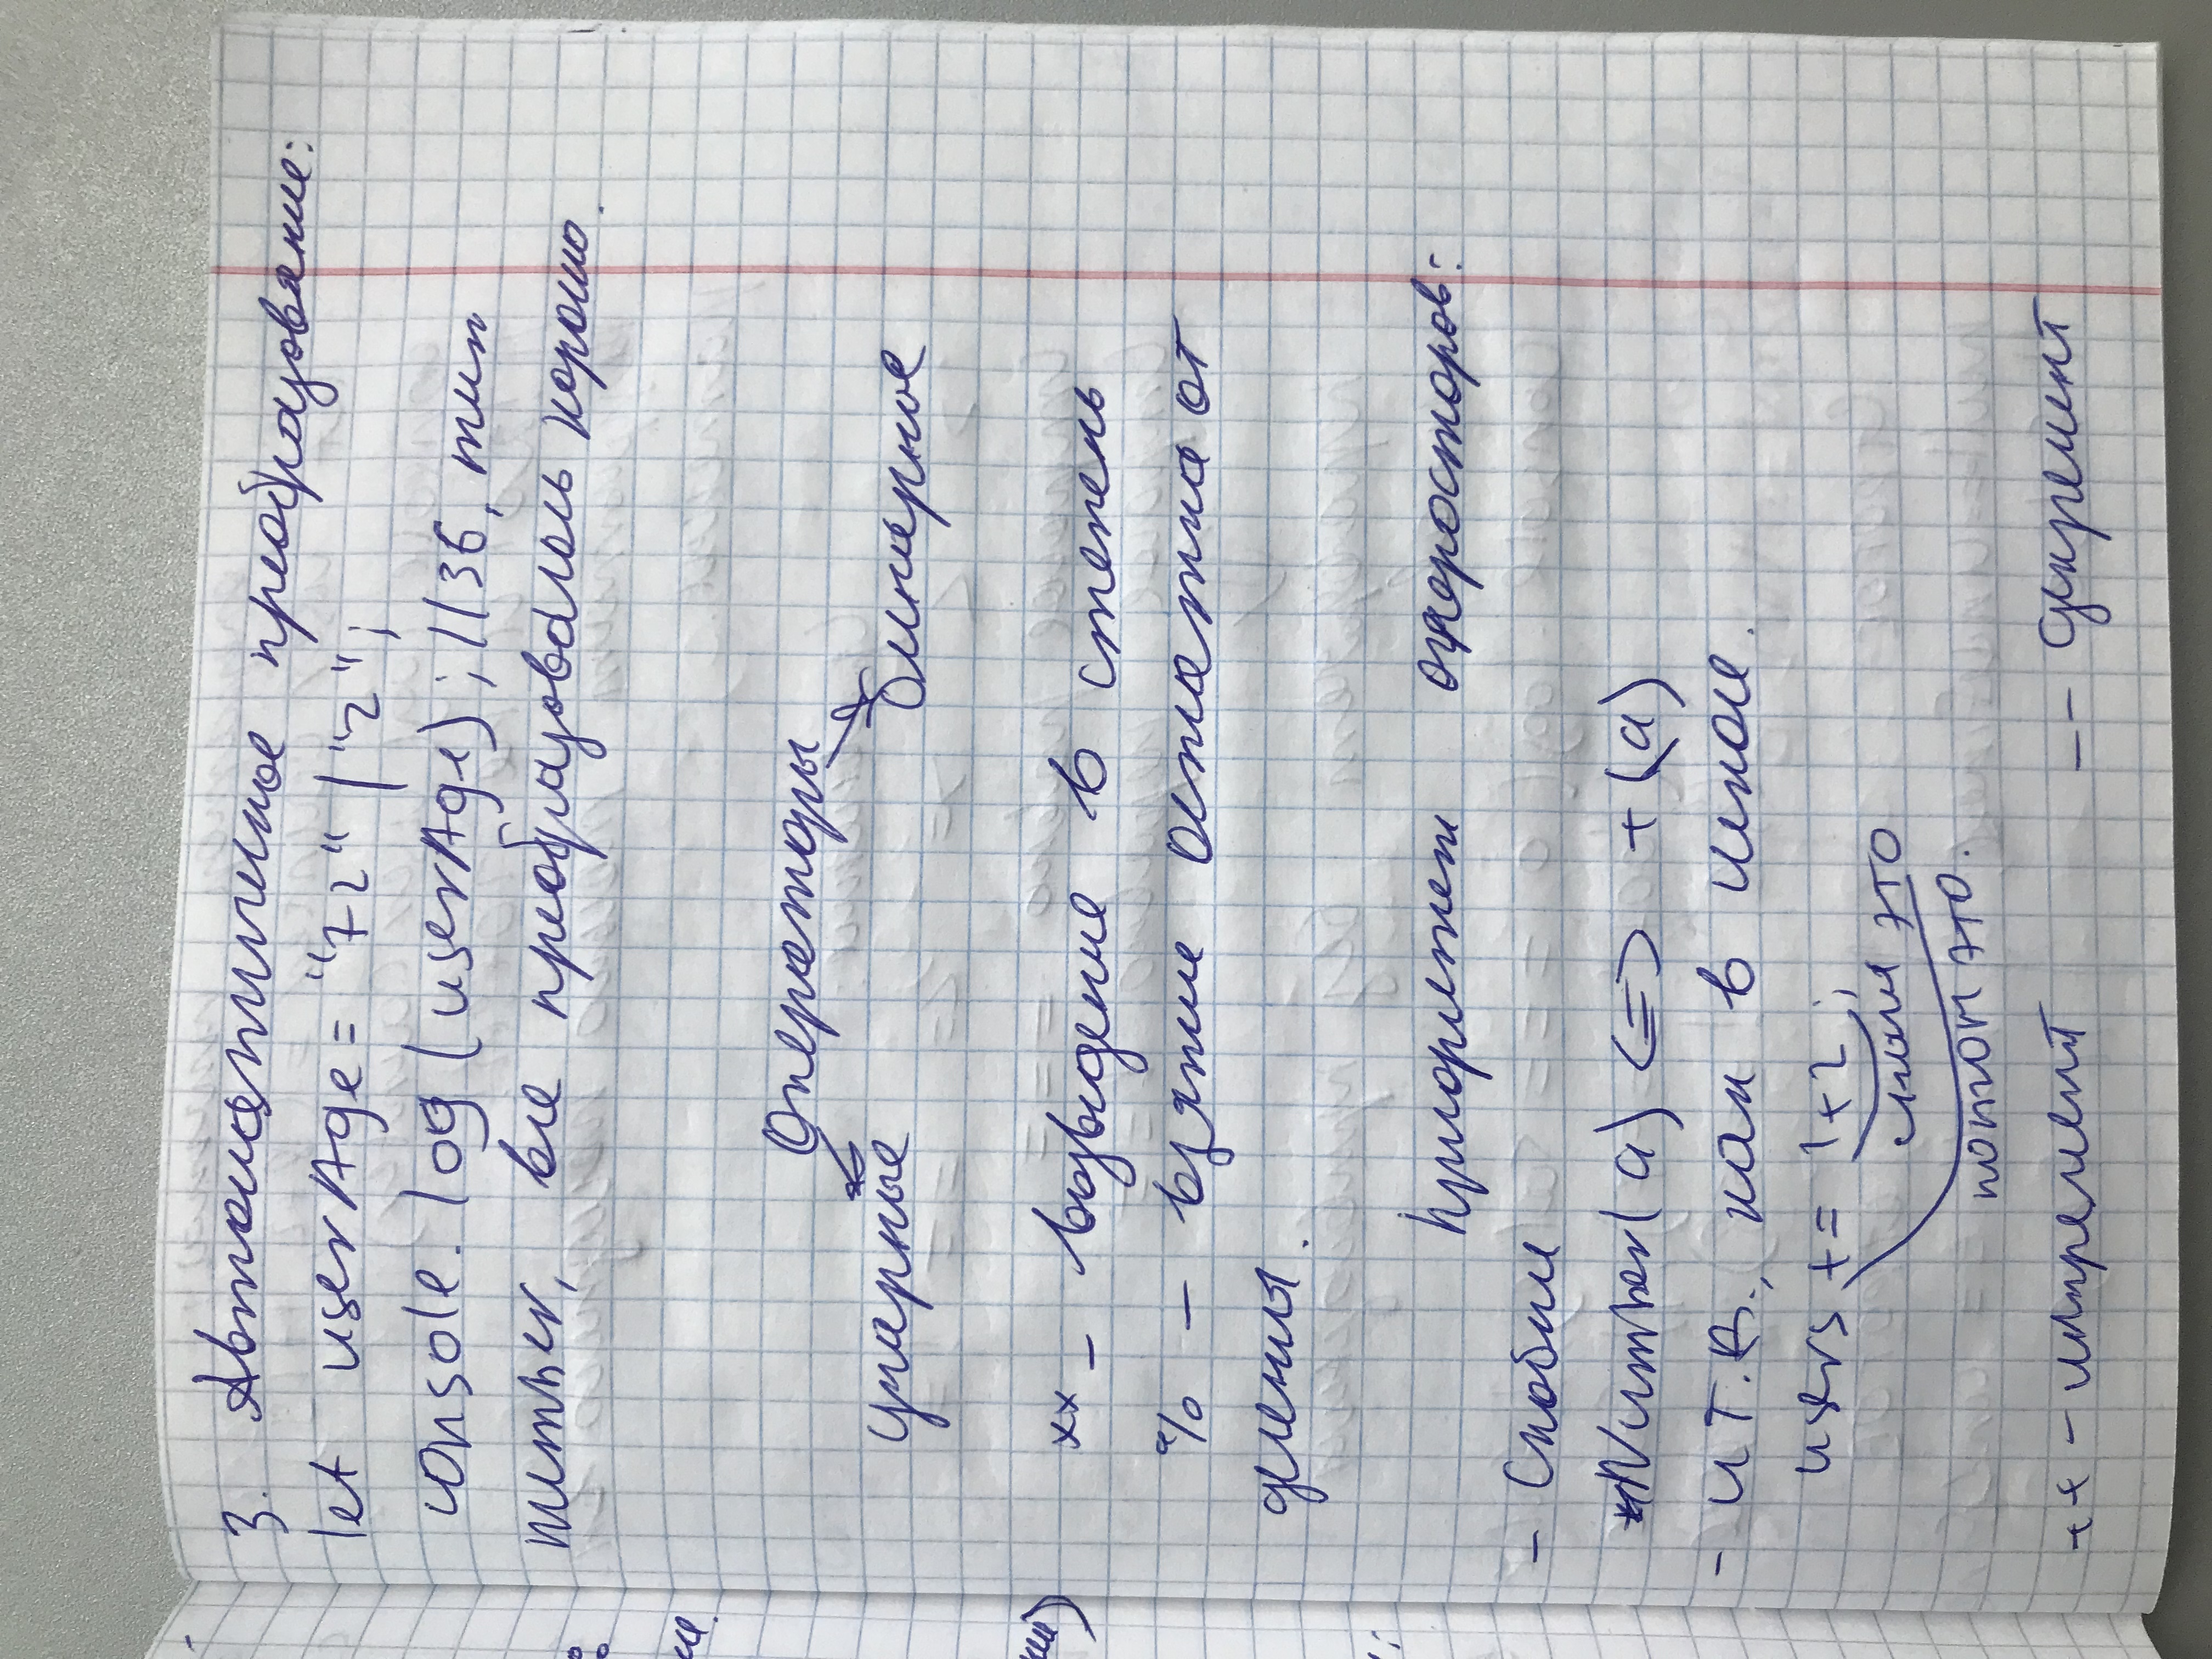 3. Автоматическое преобразование:
let userAge = "72" / "2";
console.log(userAge); //36, тип
number, все преобразовалось хорошо.
Операторы
унарные бинарные
** - возведение в степень
% - взятие остатка от
деления.
Приоритет операторов:
- Скобки
Number(a) <=> +(a)
- и т.д., как в школе.
users += 1+2;
сначала это
потом это.
++ - инкремент -- декремент